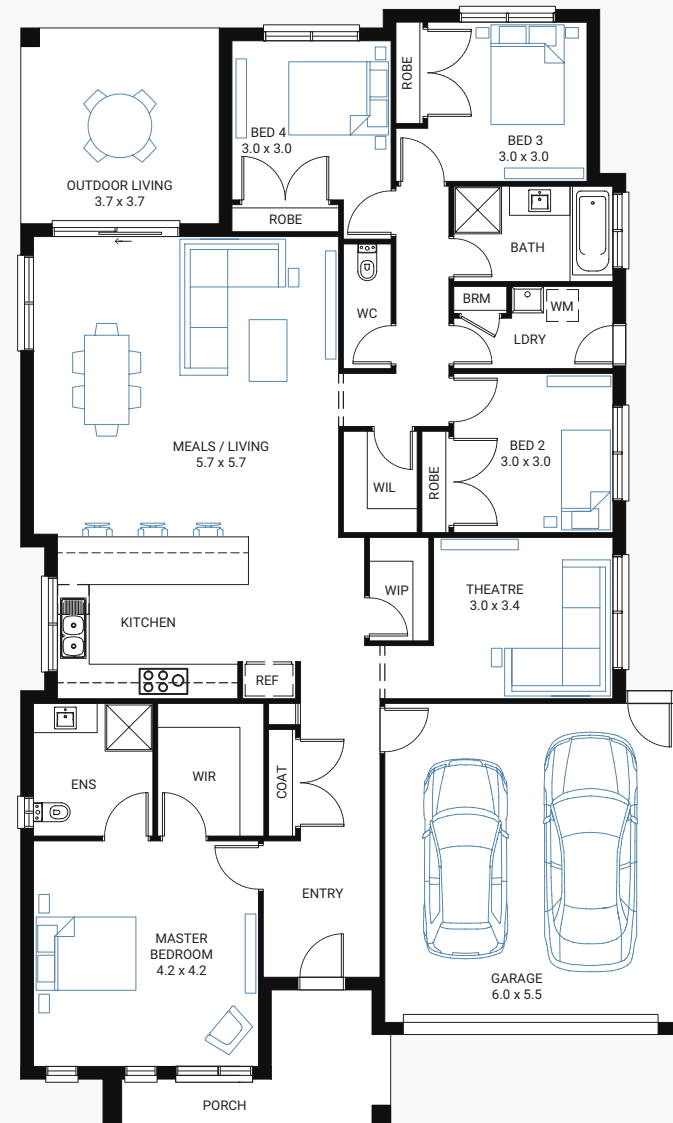 ROBE
BED 4
3.0 x 3.0
BED 3
3.0 x 3.0
OUTDOOR LIVING
3.7 x 3.7
ROBE
BATH
WC
BRM
WM
LDRY
MEALS / LIVING
5.7 x 5.7
BED 2
3.0 x 3.0
WIL
ROBE
WIP
THEATRE
3.0 x 3.4
KITCHEN
REF
ENS
WIR
COAT
ENTRY
MASTER
BEDROOM
4.2 x 4.2
GARAGE
6.0 x 5.5
PORCH